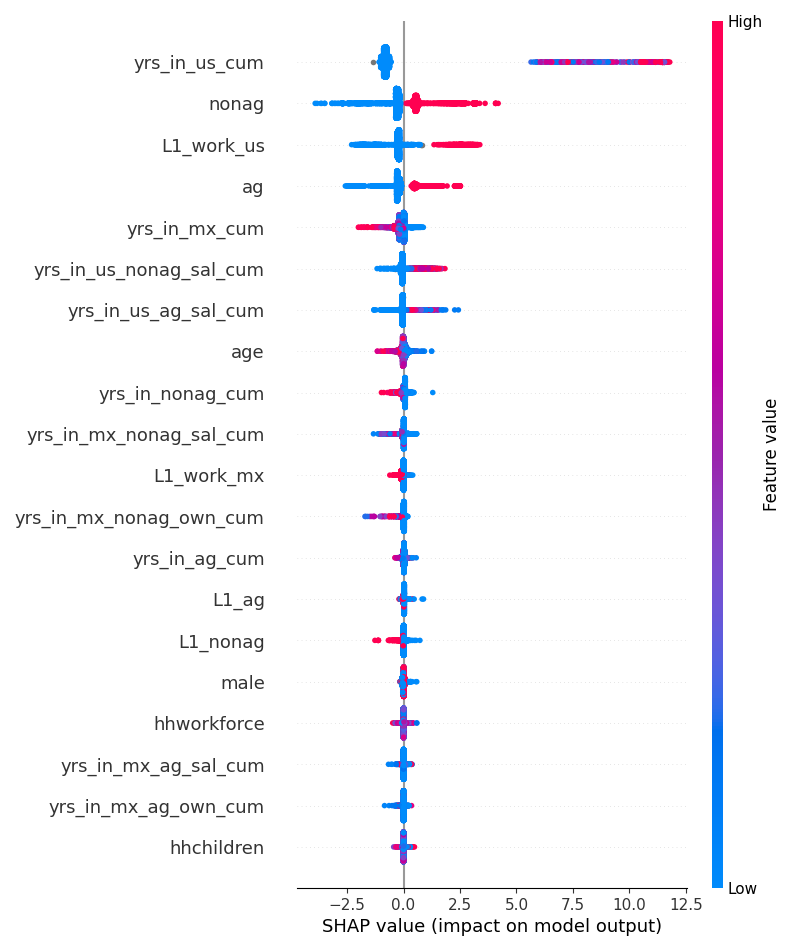 High
yrs_in_us_cum
nonag
L1_work_us
ag
yrs_in_mx_cum
yrs_in_us_nonag_sal_cum
yrs_in_us_ag_sal_cum
age
yrs_in_nonag_cum
yrs_in_mx_nonag_sal_cum
L1_work_mx
yrs_in_mx_nonag_own_cum
yrs_in_ag_cum
L1_ag
L1_nonag
male
hhworkforce
yrs_in_mx_ag_sal_cum
yrs_in_mx_ag_own_cum
hhchildren
Feature value
Low
−2.5 0.0 2.5 5.0 7.5 10.0 12.5
SHAP value (impact on model output)